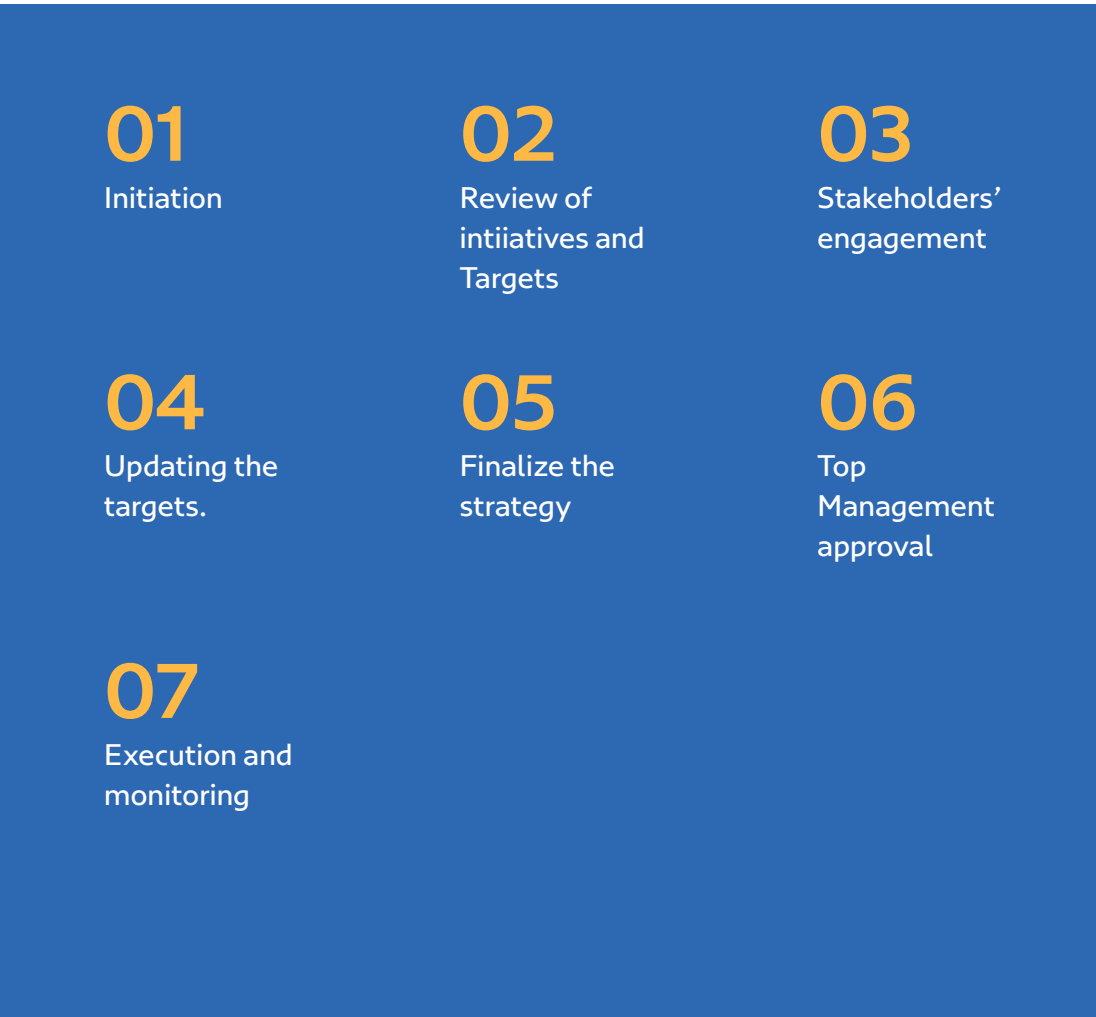 01
Initiation
02
Review of
intiiatives and
Targets
03
Stakeholders’
engagement
04
Updating the
targets.
05
Finalize the
strategy
06
Top
Management
approval
07
Execution and
monitoring